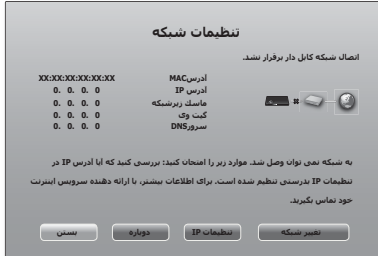 تنظیمات شبکه
اتصال شبکه کابل دار برقرار نشد.
آدرسMAC XX:XX:XX:XX:XX:XX
آدرس IP 0. 0. 0. 0
ماسک زیرشبکه 0. 0. 0. 0
گیت وی 0. 0. 0. 0
سرورDNS 0. 0. 0. 0
به شبکه نمی توان وصل شد. موارد زیر را امتحان کنید: بررسی کنید که آیا آدرس IP در
تنظیمات IP بدرستی تنظیم شده است. برای اطلاعات بیشتر، با ارائه دهنده سرویس اینترنت
خود تماس بگیرید.
تغییر شبکه تنظیمات IP دوباره بستن